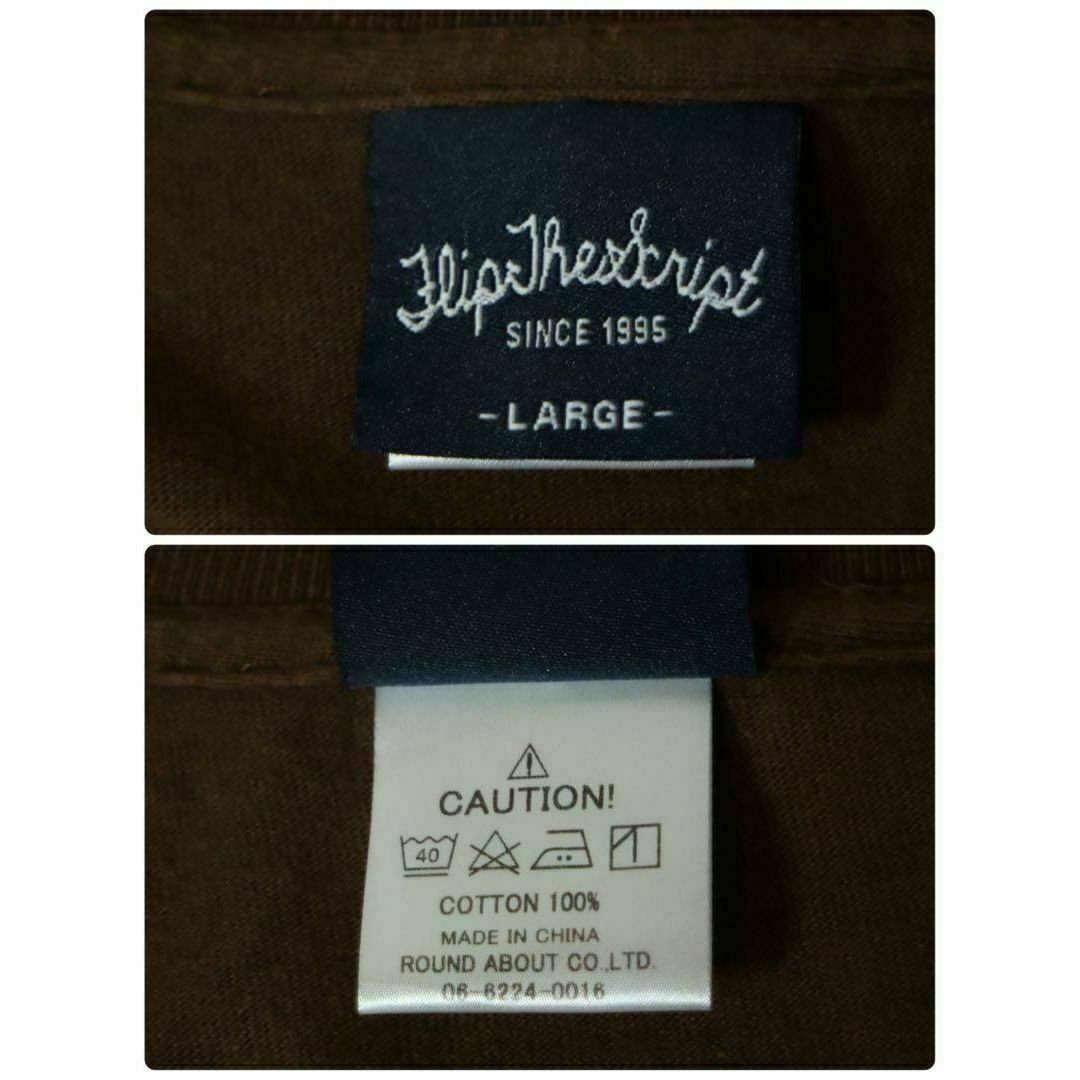 FlipTheScript
SINCE 1995
-LARGE-
CAUTION!
40
COTTON 100%
MADE IN CHINA
ROUND ABOUT CO.,LTD.
06-6224-0016